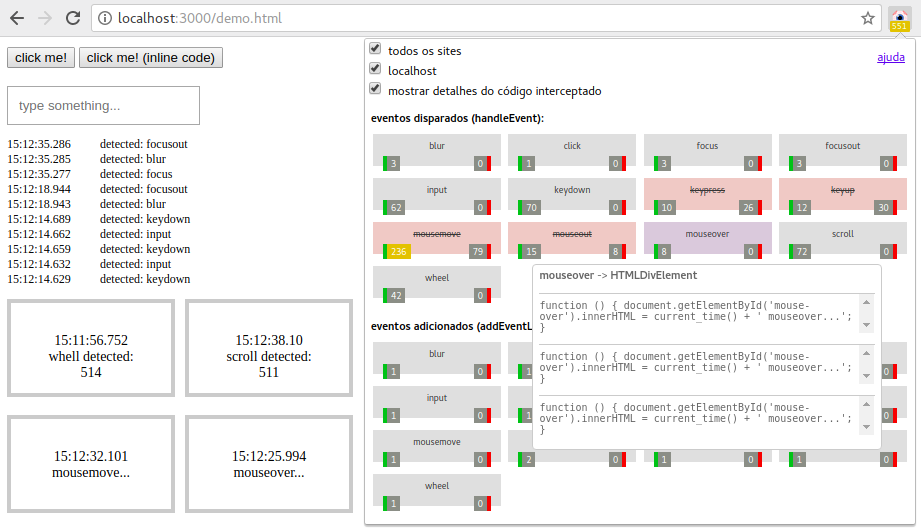 localhost:3000/demo.html
551
click me!
click me! (inline code)
type something...
15:12:35.286 detected: focusout
15:12:35.285 detected: blur
15:12:35.277 detected: focus
15:12:18.944 detected: focusout
15:12:18.943 detected: blur
15:12:14.689 detected: keydown
15:12:14.662 detected: input
15:12:14.659 detected: keydown
15:12:14.632 detected: input
15:12:14.629 detected: keydown
15:11:56.752
whell detected:
514
15:12:38.10
scroll detected:
511
15:12:32.101
mousemove...
15:12:25.994
mouseover...
todos os sites
ajuda
localhost
mostrar detalhes do código interceptado
eventos disparados (handleEvent):
blur click focus focusout
3 0 1 0 3 0 3 0
input keydown keypress keyup
62 0 70 0 10 26 12 30
mousemove mouseout mouseover scroll
236 79 15 8 8 0 72 0
wheel
42 0
mouseover -> HTMLDivElement
function () { document.getElementById('mouse-
over').innerHTML = current_time() + ' mouseover...';
}
function () { document.getElementById('mouse-
over').innerHTML = current_time() + ' mouseover...';
}
function () { document.getElementById('mouse-
over').innerHTML = current_time() + ' mouseover...';
}
eventos adicionados (addEventL
blur
1 0 1 0
input
1 0 1 0
mousemove
1 0 2 0 1 0 1 0
wheel
1 0